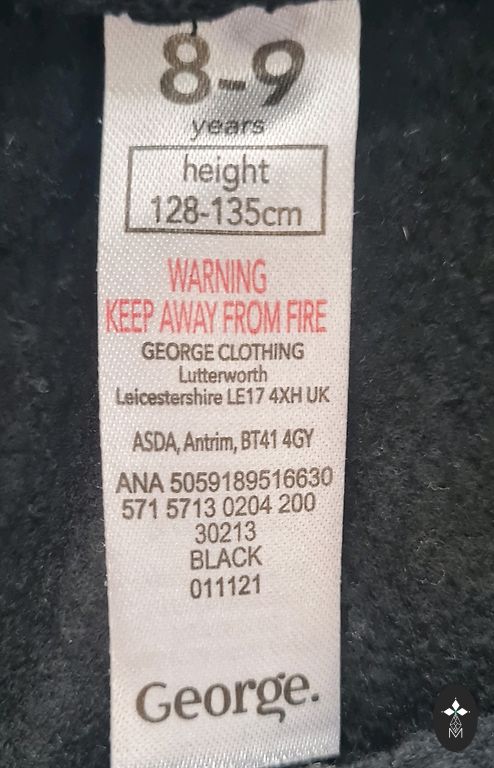 8-9
years
height
128-135cm
WARNING
KEEP AWAY FROM FIRE
GEORGE CLOTHING
Lutterworth
Leicestershire LE17 4XH UK
ASDA, Antrim, BT41 4GY
ANA 5059189516630
571 5713 0204 200
30213
BLACK
011121
George.
M